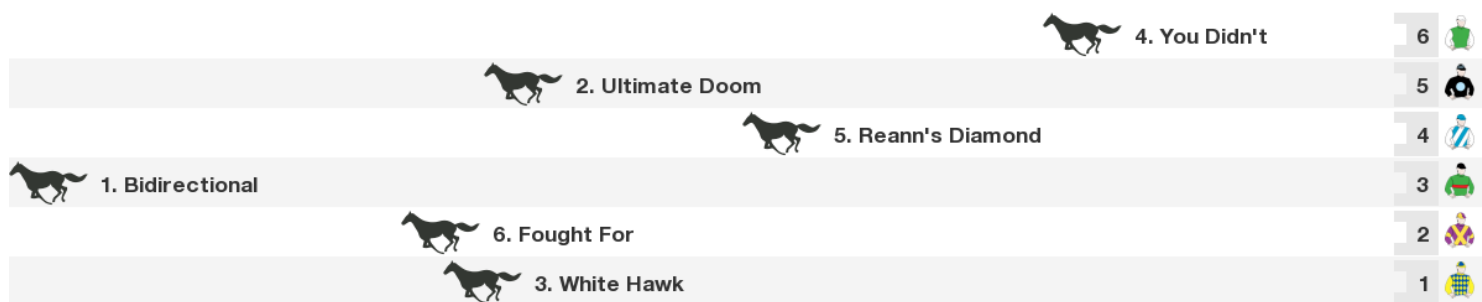 4. You Didn't 6
2. Ultimate Doom 5
5. Reann's Diamond 4
1. Bidirectional 3
6. Fought For 2
3. White Hawk 1